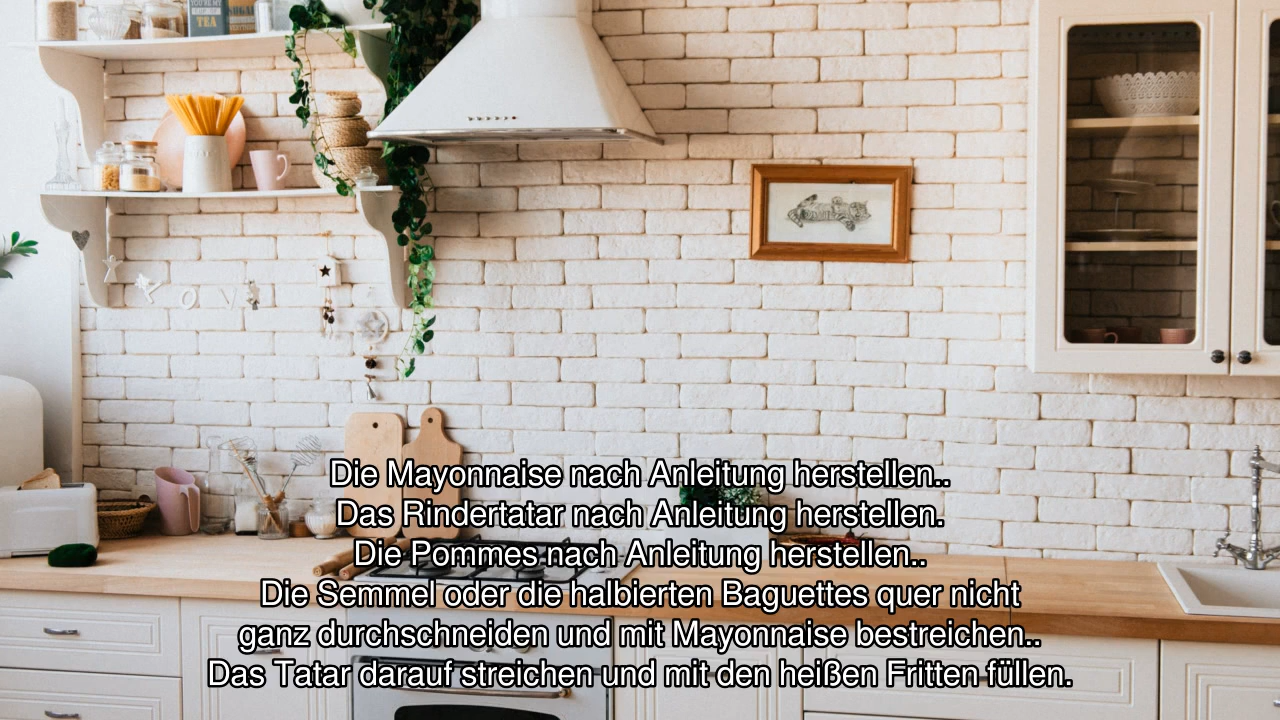 TEA
Die Mayonnaise nach Anleitung herstellen..
Das Rindertatar nach Anleitung herstellen.
Die Pommes nach Anleitung herstellen..
Die Semmel oder die halbierten Baguettes quer nicht
ganz durchschneiden und mit Mayonnaise bestreichen..
Das Tatar darauf streichen und mit den heißen Fritten füllen.